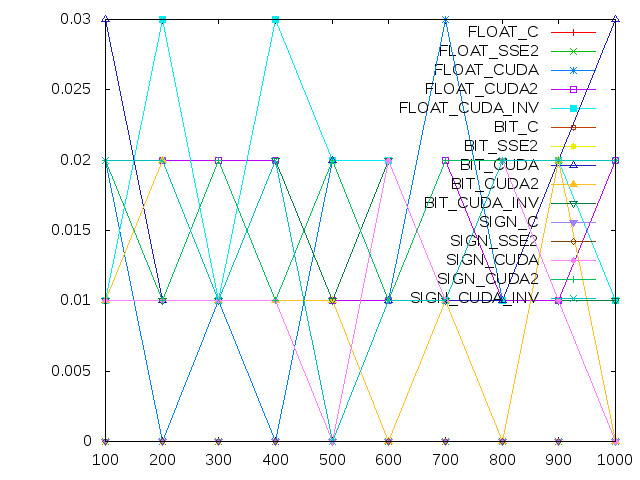 0.03
0.025
0.02
0.015
0.01
0.005
0
100 200 300 400 500 600 700 800 900 1000
FLOAT_C
FLOAT_SSE2
FLOAT_CUDA
FLOAT_CUDA2
FLOAT_CUDA_INV
BIT_C
BIT_SSE2
BIT_CUDA
BIT_CUDA2
BIT_CUDA_INV
SIGN_C
SIGN_SSE2
SIGN_CUDA
SIGN_CUDA2
SIGN_CUDA_INV